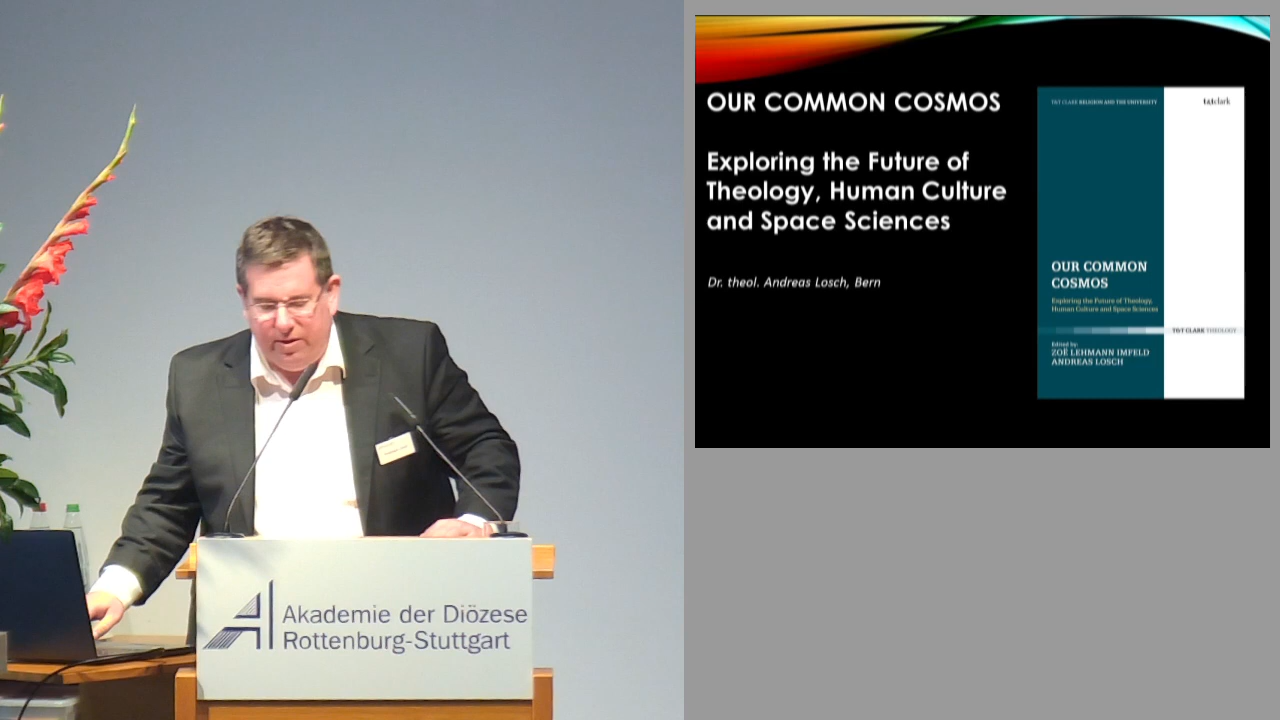 Akademie der Diözese
Rottenburg-Stuttgart
OUR COMMON COSMOS
Exploring the Future of
Theology, Human Culture
and Space Sciences
Dr. theol. Andreas Losch, Bern
T&T CLARK RELIGION AND THE UNIVERSITY
t&tclark
OUR COMMON
COSMOS
Exploring the Future of Theology,
Human Culture and Space Sciences
T&T CLARK THEOLOGY
Edited by:
ZOË LEHMANN IMFELD
ANDREAS LOSCH